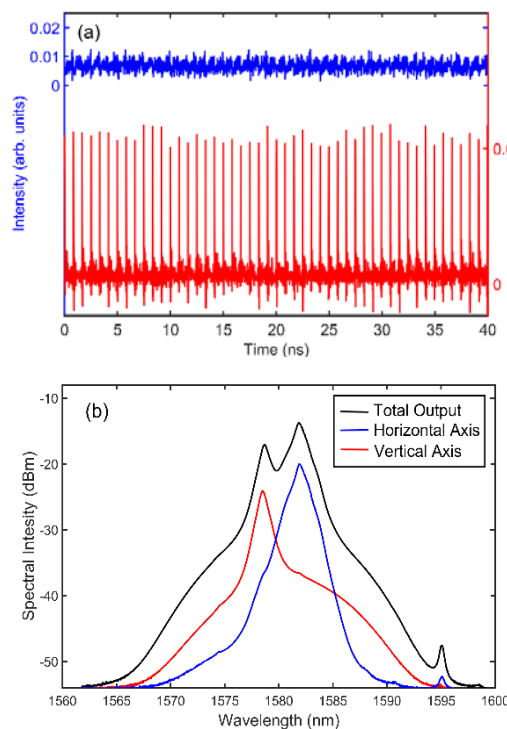 (a)
0.02
0.01
0
Intensity (arb. units)
0.0
0
0 5 10 15 20 25 30 35 40
Time (ns)
(b)
Total Output
Horizontal Axis
Vertical Axis
-10
-20
-30
-40
-50
Spectral Intesity (dBm)
1560 1565 1570 1575 1580 1585 1590 1595 1600
Wavelength (nm)